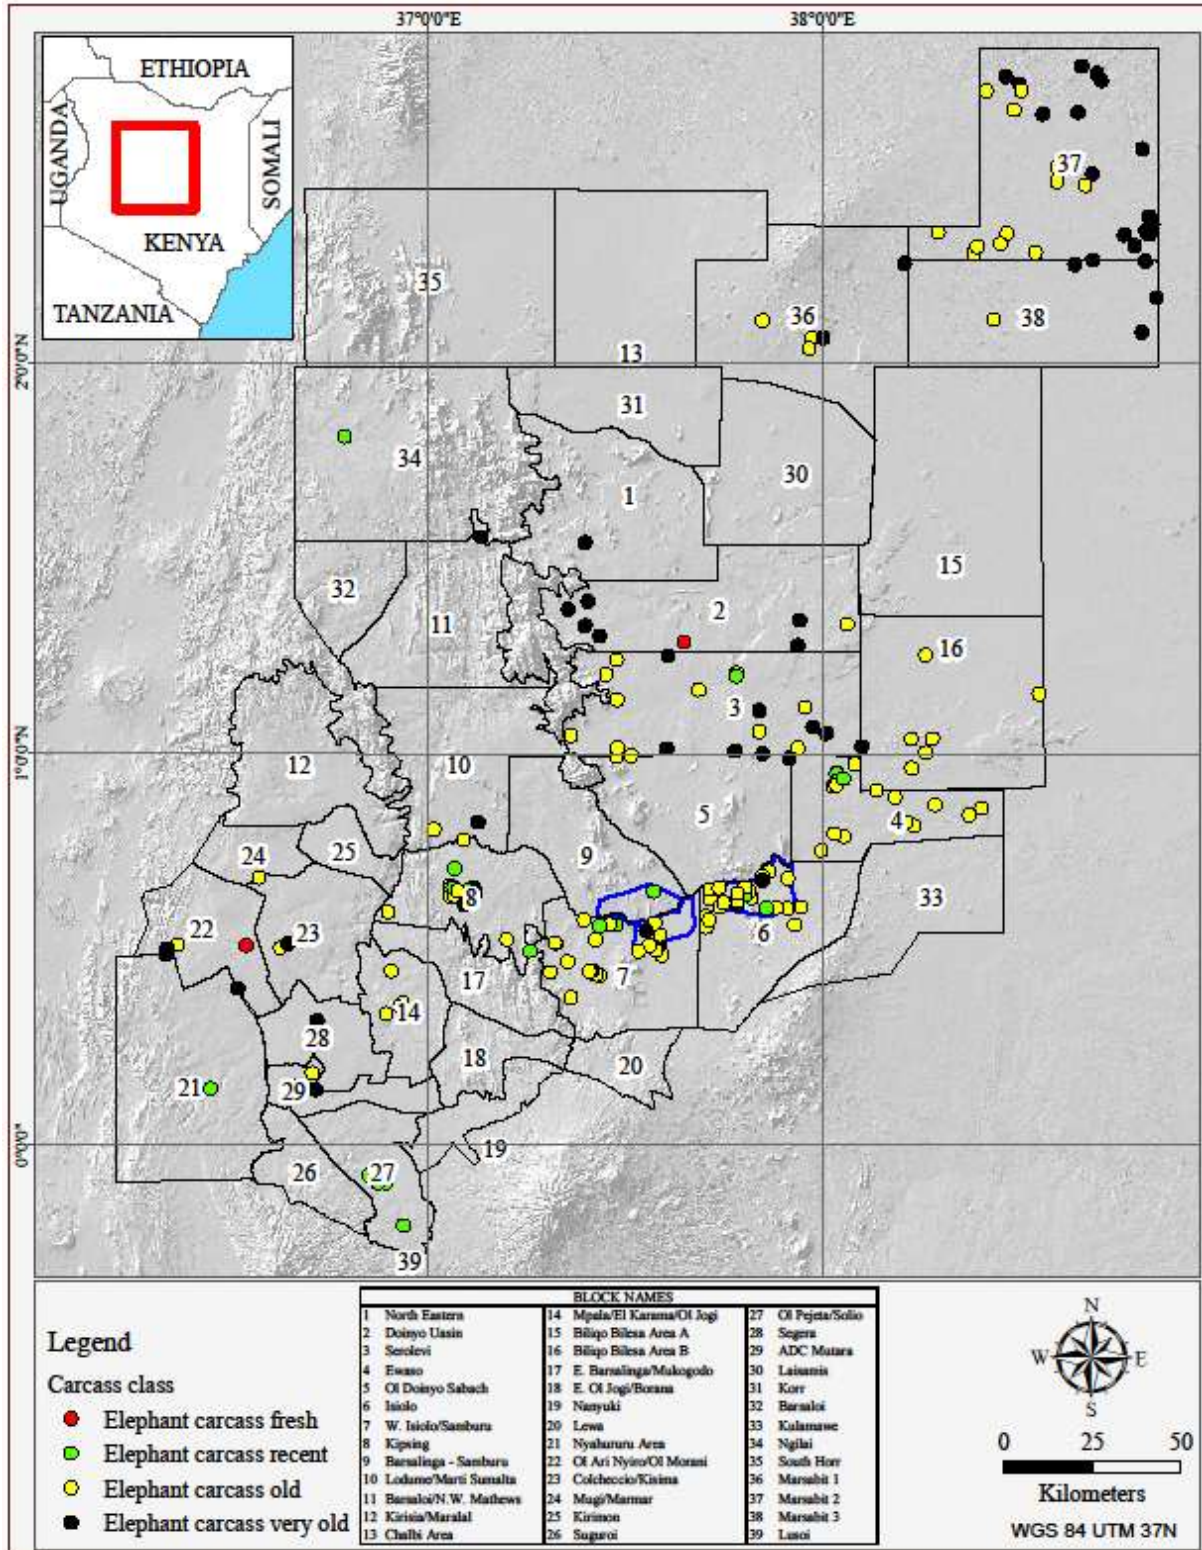 37°0'0"E 38°0'0"E
ETHIOPIA
UGANDA
SOMALI
KENYA
TANZANIA
2°0'0"N
1°0'0"N
0°0'0"
37
35
36
38
13
31
34
30
1
15
32
2
11
16
3
12
10
5
4
25
24
9
8
33
22
23
6
7
17
14
28
18
20
21
29
19
26
27
39
Legend
Carcass class
Elephant carcass fresh
Elephant carcass recent
Elephant carcass old
Elephant carcass very old
BLOCK NAMES
1 North Eastern
2 Doinyo Uasin
3 Serolevi
4 Ewaso
5 Ol Doinyo Sabach
6 Isiolo
7 W. Isiolo/Samburu
8 Kipsing
9 Barsalinga - Samburu
10 Lodume/Marti Sumalta
11 Barsaloi/N.W. Mathews
12 Kirisia/Maralal
13 Chalbi Area
14 Mpala/El Karama/Ol Jogi
15 Biliqo Bilesa Area A
16 Biliqo Bilesa Area B
17 E. Barsalinga/Mukogodo
18 E. Ol Jogi/Borana
19 Nanyuki
20 Lewa
21 Nyahururu Area
22 Ol Ari Nyiro/Ol Morani
23 Colcheccio/Kisima
24 Mugi/Marmar
25 Kirimon
26 Suguroi
27 Ol Pejeta/Solio
28 Segera
29 ADC Mutara
30 Laisamis
31 Korr
32 Barsaloi
33 Kulamawe
34 Ngilai
35 South Horr
36 Marsabit 1
37 Marsabit 2
38 Marsabit 3
39 Lusoi
N
W E
S
0 25 50
Kilometers
WGS 84 UTM 37N